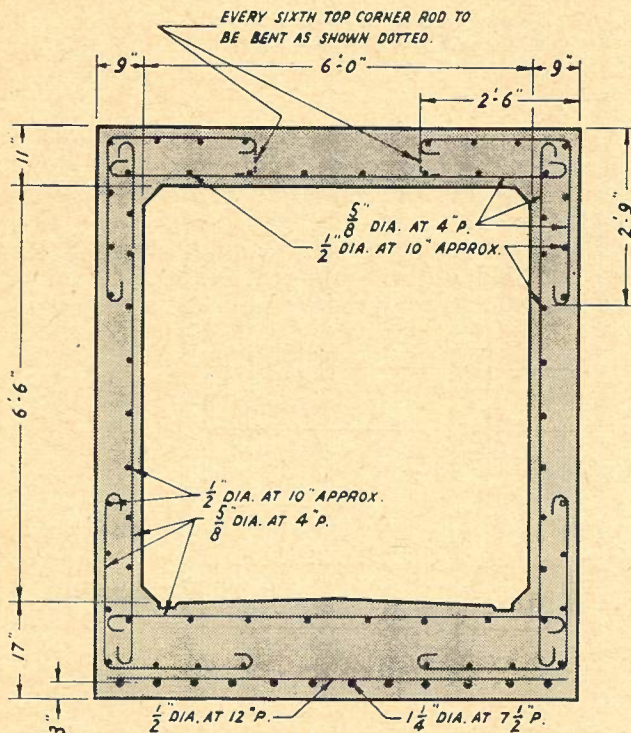 EVERY SIXTH TOP CORNER ROD TO
BE BENT AS SHOWN DOTTED.
9"
6'-0"
9"
2'-6"
11"
5/8" DIA. AT 4" P.
1/2" DIA. AT 10" APPROX.
2'-9"
6'-6"
1/2" DIA. AT 10" APPROX.
5/8" DIA. AT 4" P.
17"
3"
1/2" DIA. AT 12" P.
1 1/4" DIA. AT 7 1/2" P.